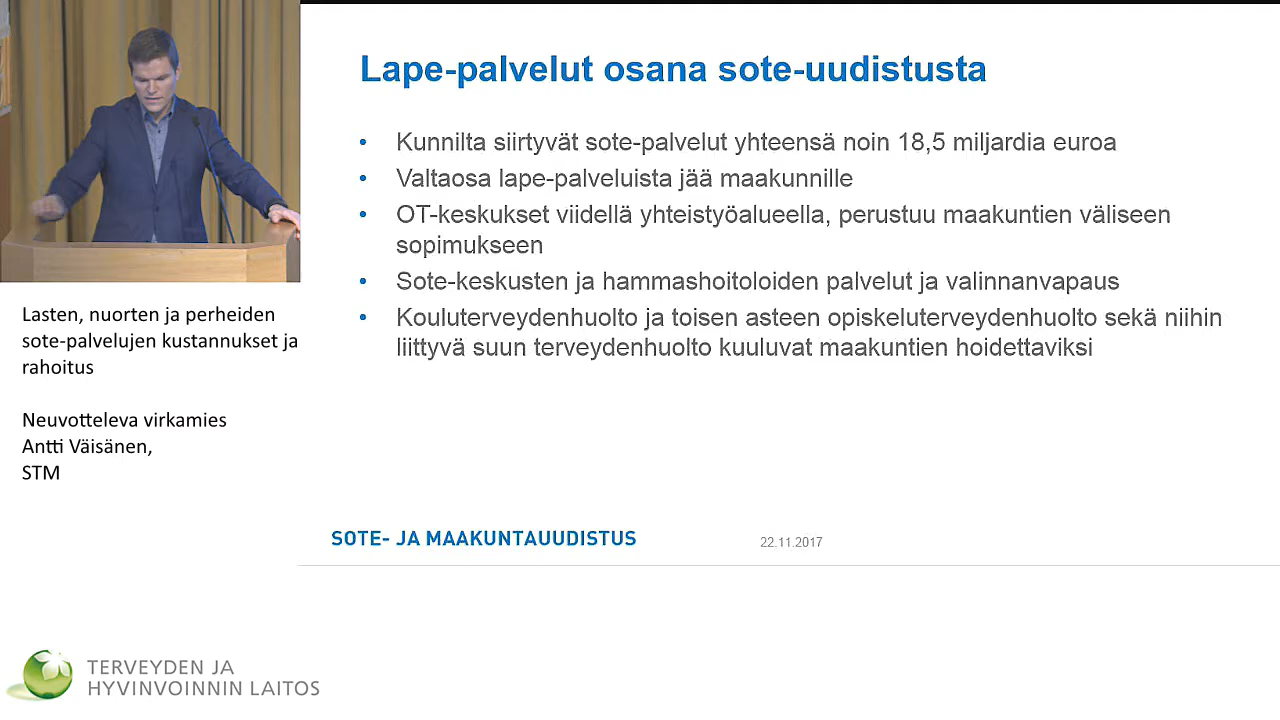 Lape-palvelut osana sote-uudistusta
• Kunnilta siirtyvät sote-palvelut yhteensä noin 18,5 miljardia euroa
• Valtaosa lape-palveluista jää maakunnille
• OT-keskukset viidellä yhteistyöalueella, perustuu maakuntien väliseen
sopimukseen
• Sote-keskusten ja hammashoitoloiden palvelut ja valinnanvapaus
• Kouluterveydenhuolto ja toisen asteen opiskeluterveydenhuolto sekä niihin
liittyvä suun terveydenhuolto kuuluvat maakuntien hoidettaviksi
Lasten, nuorten ja perheiden
sote-palvelujen kustannukset ja
rahoitus
Neuvotteleva virkamies
Antti Väisänen,
STM
SOTE- JA MAAKUNTAUUDISTUS
22.11.2017
TERVEYDEN JA
HYVINVOINNIN LAITOS